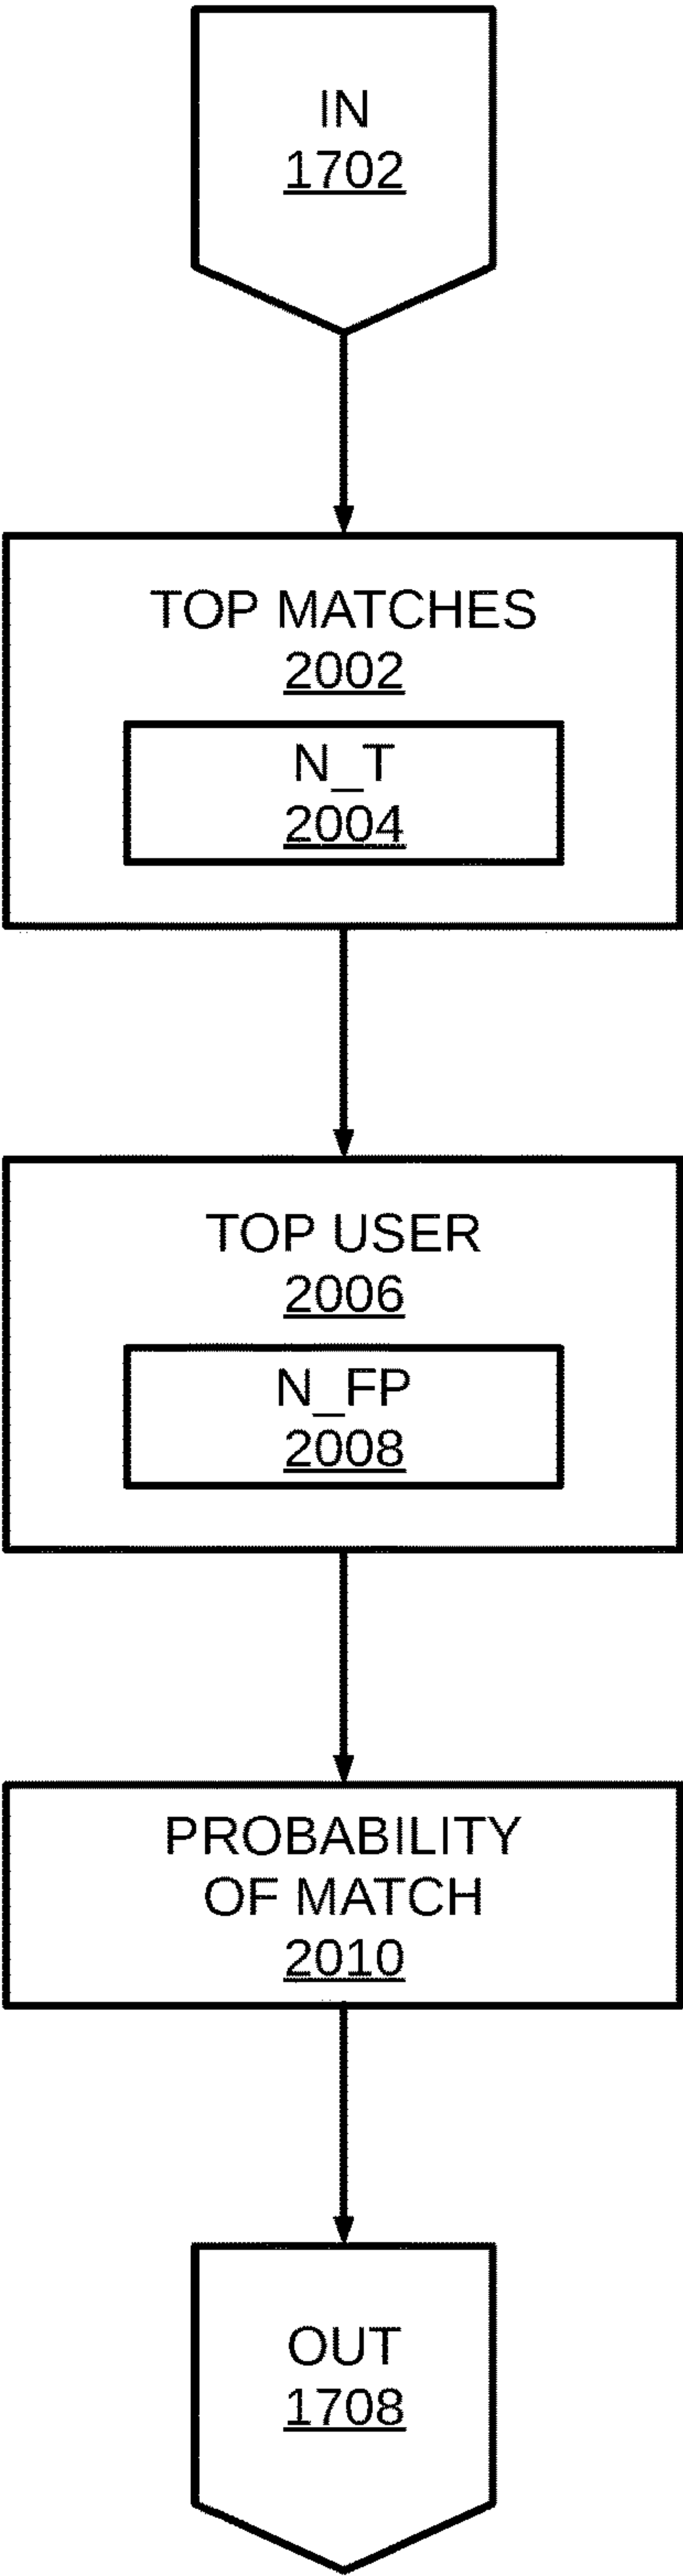 IN
1702
TOP MATCHES
2002
N_T
2004
TOP USER
2006
N_FP
2008
PROBABILITY
OF MATCH
2010
OUT
1708